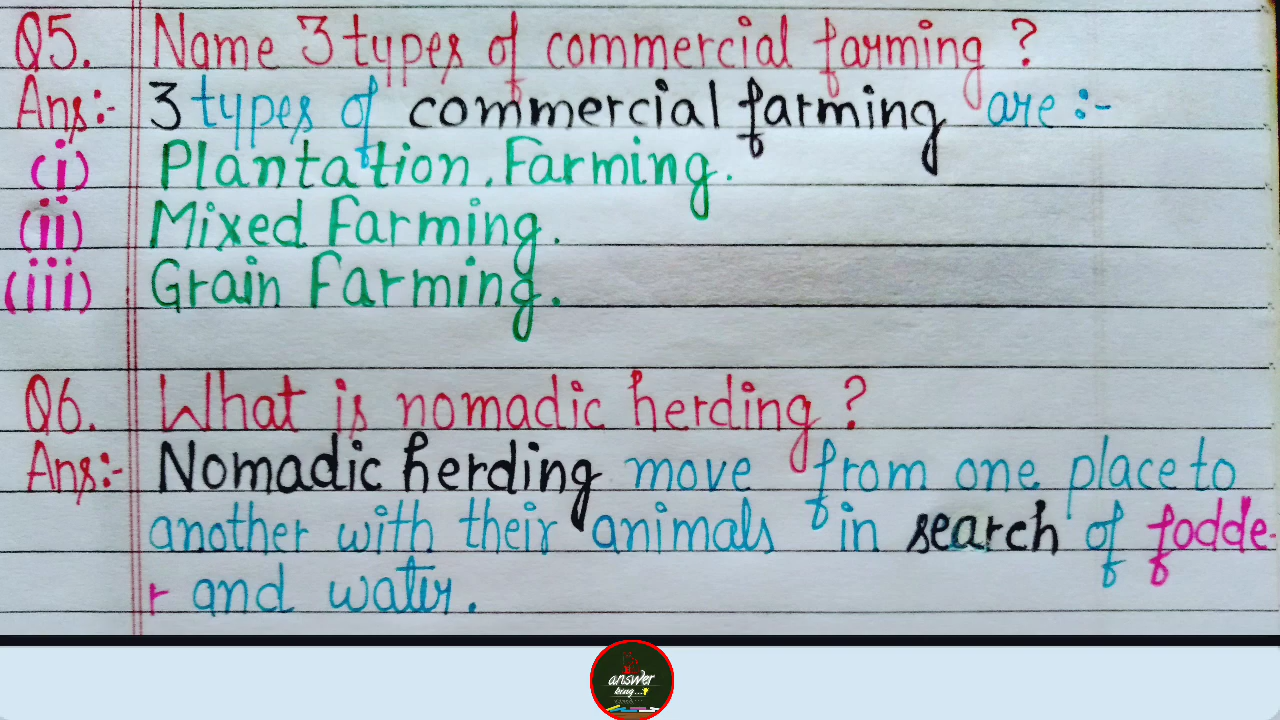 Q5. Name 3 types of commercial farming ?
Ans:- 3 types of commercial farming are :-
(i) Plantation Farming.
(ii) Mixed Farming.
(iii) Grain Farming.
Q6. What is nomadic herding ?
Ans:- Nomadic herding move from one place to
another with their animals in search of fodde-
r and water.
answer